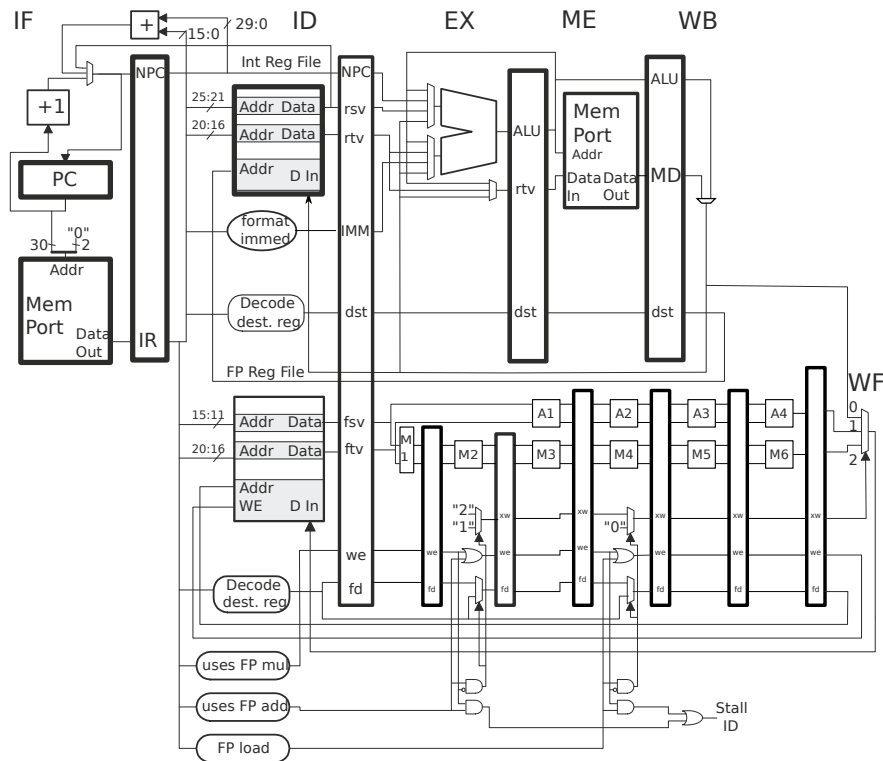 IF
ID
EX
ME
WB
+
15:0
29:0
Int Reg File
NPC
NPC
+1
25:21
Addr Data
rsv
20:16
Addr Data
rtv
Addr
D In
PC
30
"0"
2
Addr
Mem
Port
Data
Out
IR
format
immed
IMM
Decode
dest. reg
dst
ALU
rtv
dst
Mem
Port
Addr
Data
In
Data
Out
ALU
MD
dst
FP Reg File
WF
15:11
Addr Data
fsv
20:16
Addr Data
ftv
Addr
WE
D In
we
fd
Decode
dest. reg
A1
A2
A3
A4
M
1
M2
M3
M4
M5
M6
0
1
2
"2"
"1"
"0"
xw
xw
xw
xw
xw
we
we
we
we
we
we
fd
fd
fd
fd
fd
fd
uses FP mul
uses FP add
FP load
Stall
ID